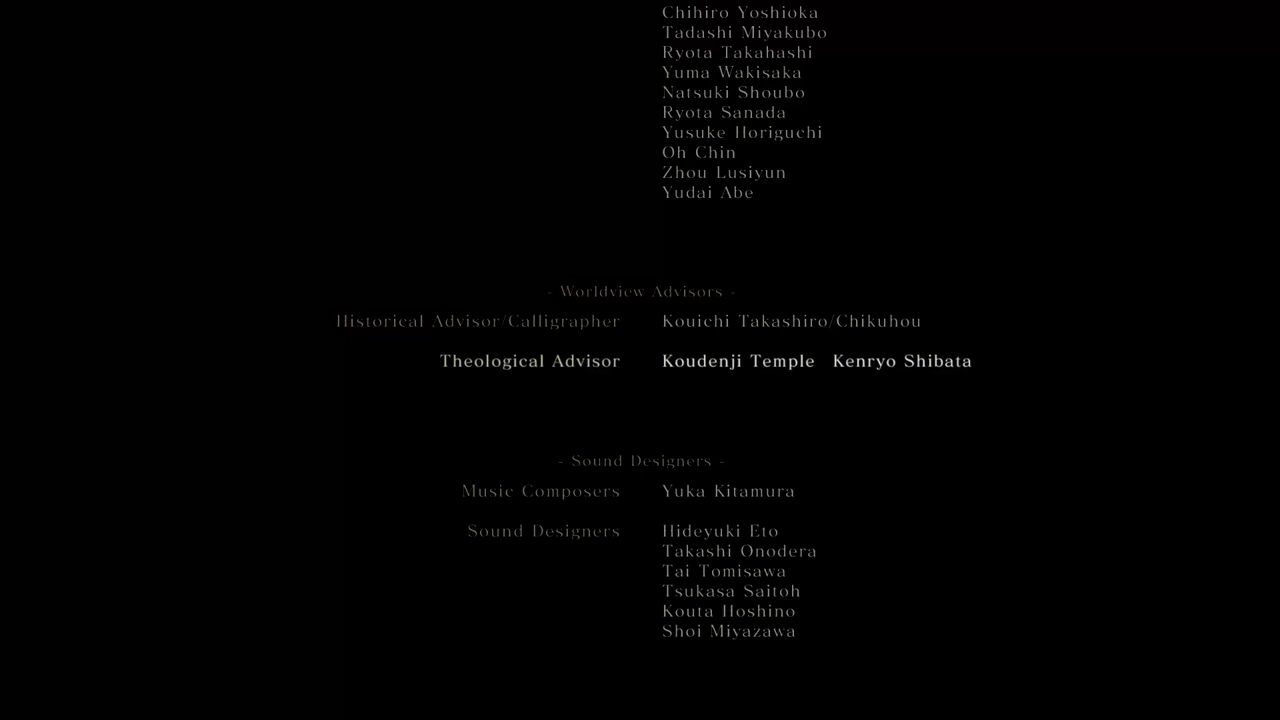 Chihiro Yoshioka
Tadashi Miyakubo
Ryota Takahashi
Yuma Wakisaka
Natsuki Shoubo
Ryota Sanada
Yusuke Horiguchi
Oh Chin
Zhou Lusiyun
Yudai Abe
- Worldview Advisors -
Historical Advisor/Calligrapher Kouichi Takashiro/Chikuhou
Theological Advisor Koudenji Temple Kenryo Shibata
- Sound Designers -
Music Composers Yuka Kitamura
Sound Designers Hideyuki Eto
Takashi Onodera
Tai Tomisawa
Tsukasa Saitoh
Kouta Hoshino
Shoi Miyazawa